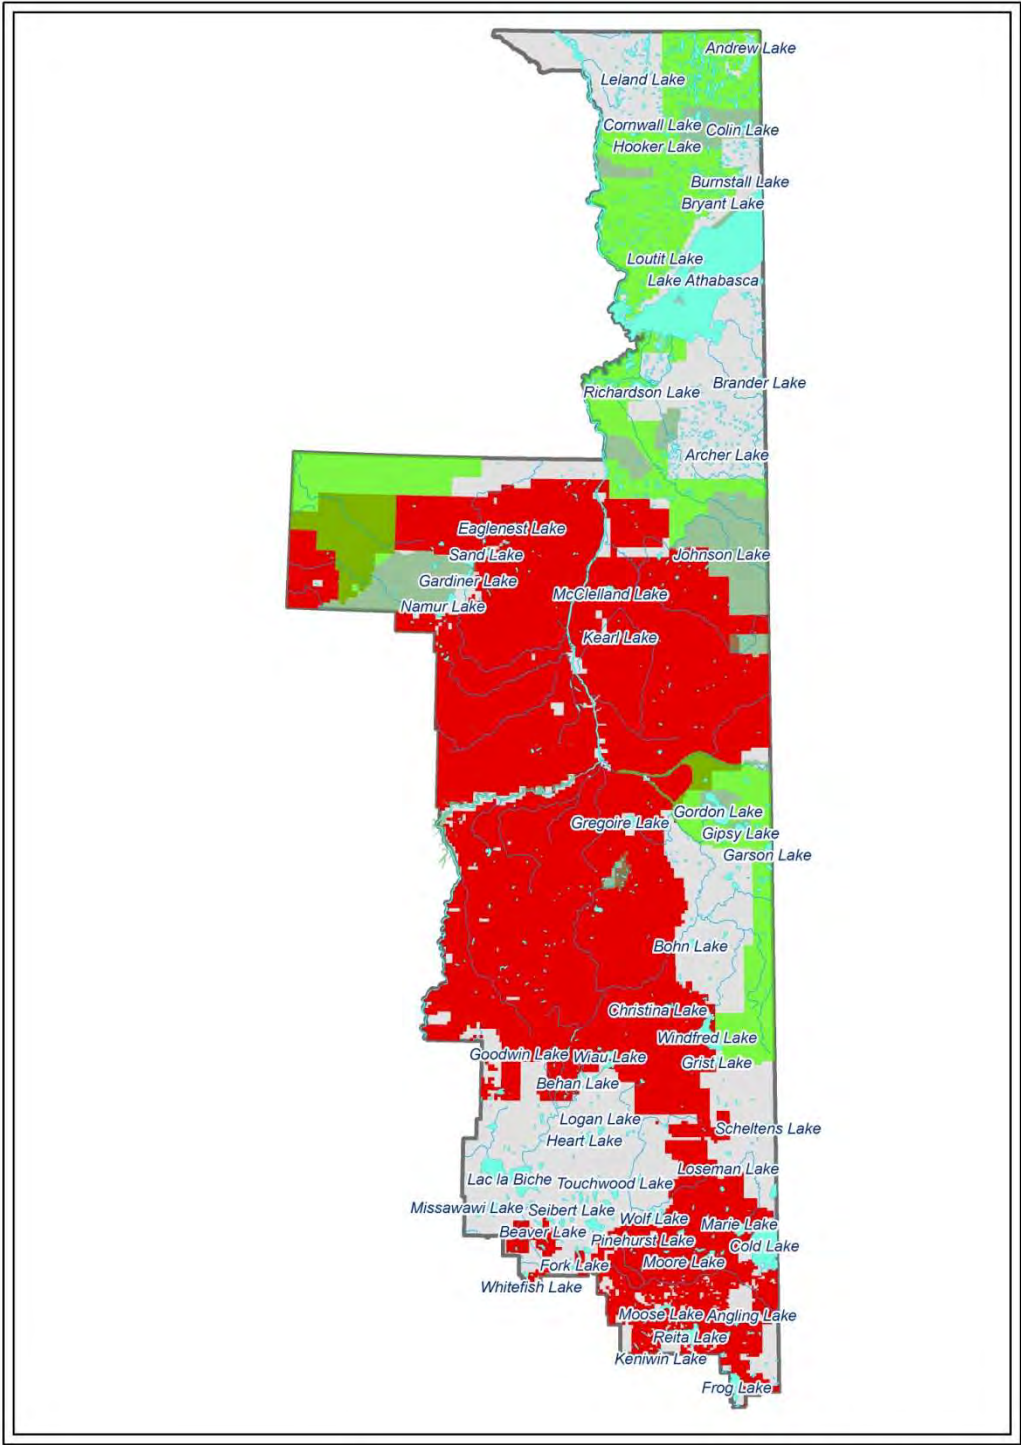 Andrew Lake
Leland Lake
Cornwall Lake
Colin Lake
Hooker Lake
Burnstall Lake
Bryant Lake
Loutit Lake
Lake Athabasca
Brander Lake
Richardson Lake
Archer Lake
Eaglenest Lake
Sand Lake
Johnson Lake
Gardiner Lake
McClelland Lake
Namur Lake
Kearl Lake
Gordon Lake
Gregoire Lake
Gipsy Lake
Garson Lake
Bohn Lake
Christina Lake
Windfred Lake
Goodwin Lake
Wiau Lake
Grist Lake
Behan Lake
Logan Lake
Scheltens Lake
Heart Lake
Loseman Lake
Lac la Biche
Touchwood Lake
Missawawi Lake
Seibert Lake
Wolf Lake
Marie Lake
Beaver Lake
Pinehurst Lake
Cold Lake
Fork Lake
Moore Lake
Whitefish Lake
Moose Lake
Angling Lake
Reita Lake
Keniwin Lake
Frog Lake